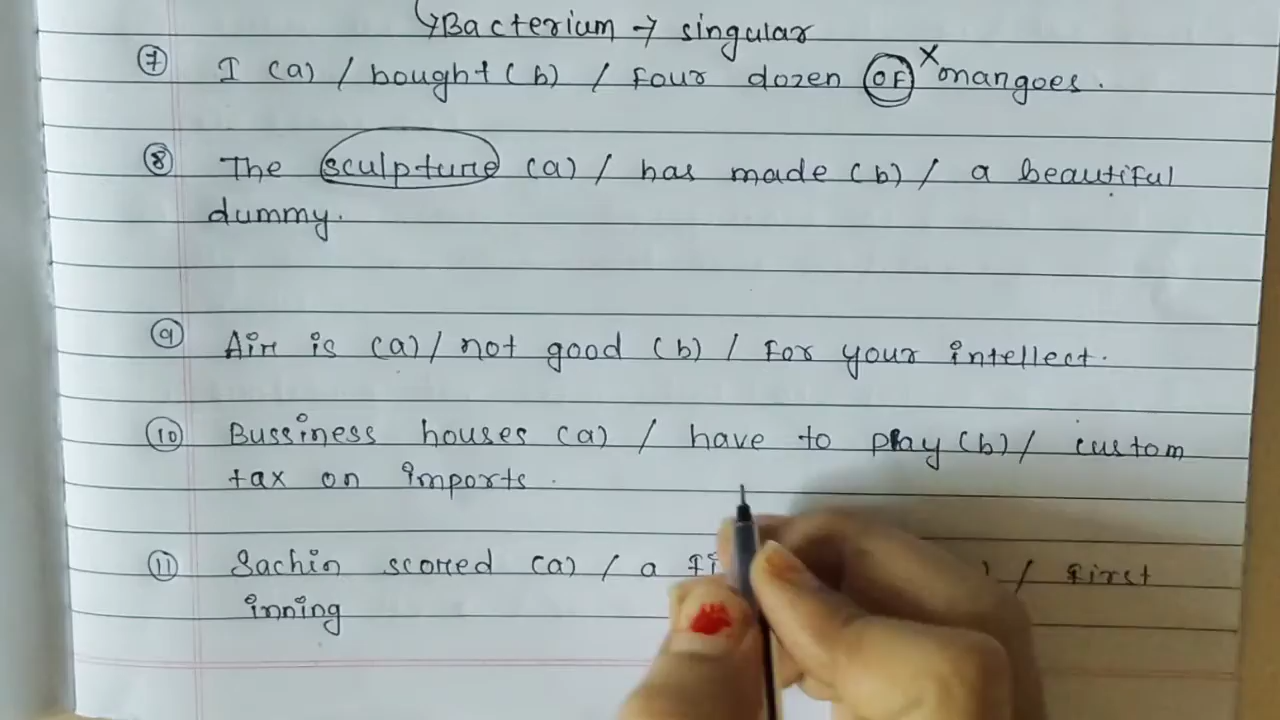 ↳Bacterium → singular
⑦ I (a) / bought (b) / four dozen OF × mangoes.
⑧ The sculpture (a) / has made (b) / a beautiful
dummy.
⑨ Air is (a) / not good (b) / For your intellect.
⑩ Bussiness houses (a) / have to play (b) / custom
tax on imports.
⑪ Sachin scored (a) / a ) / first
inning